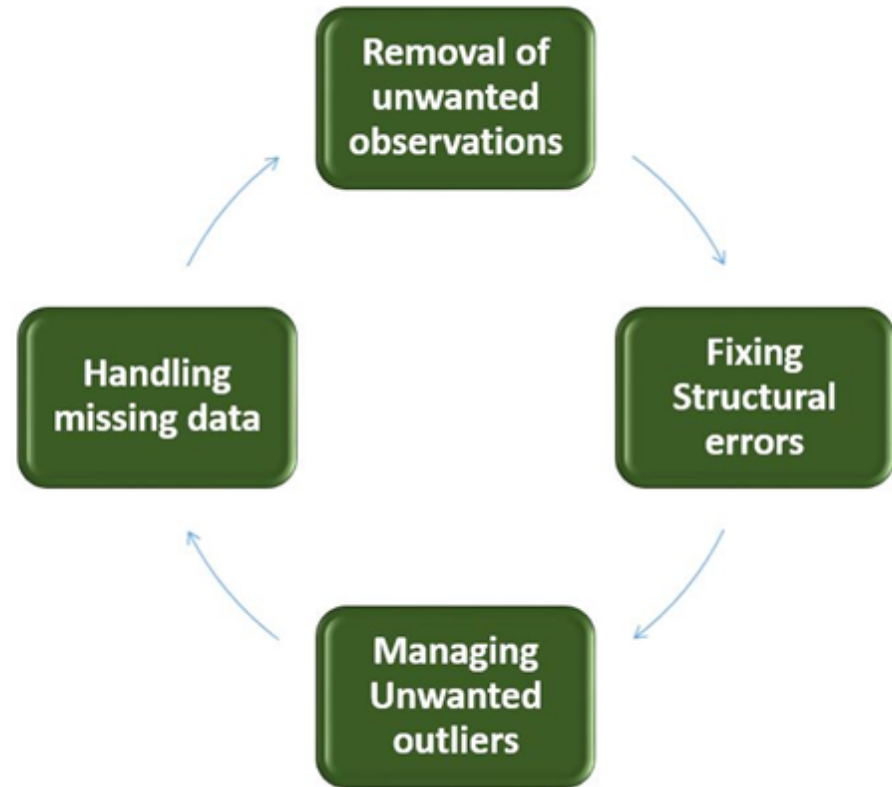 Removal of
unwanted
observations
Handling
missing data
Fixing
Structural
errors
Managing
Unwanted
outliers